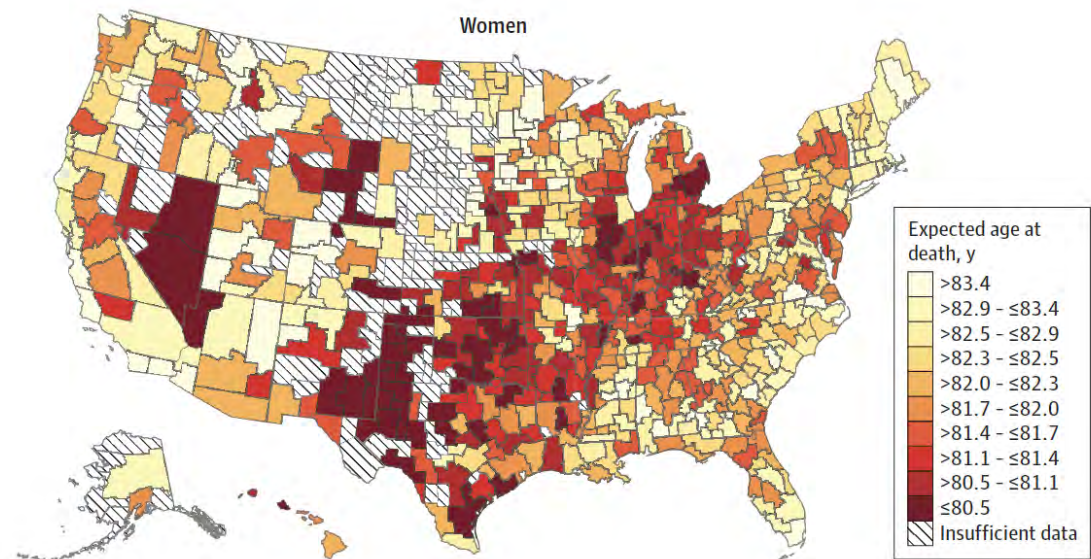 Women
Expected age at
death, y
>83.4
>82.9 - ≤83.4
>82.5 - ≤82.9
>82.3 - ≤82.5
>82.0 - ≤82.3
>81.7 - ≤82.0
>81.4 - ≤81.7
>81.1 - ≤81.4
>80.5 - ≤81.1
≤80.5
Insufficient data